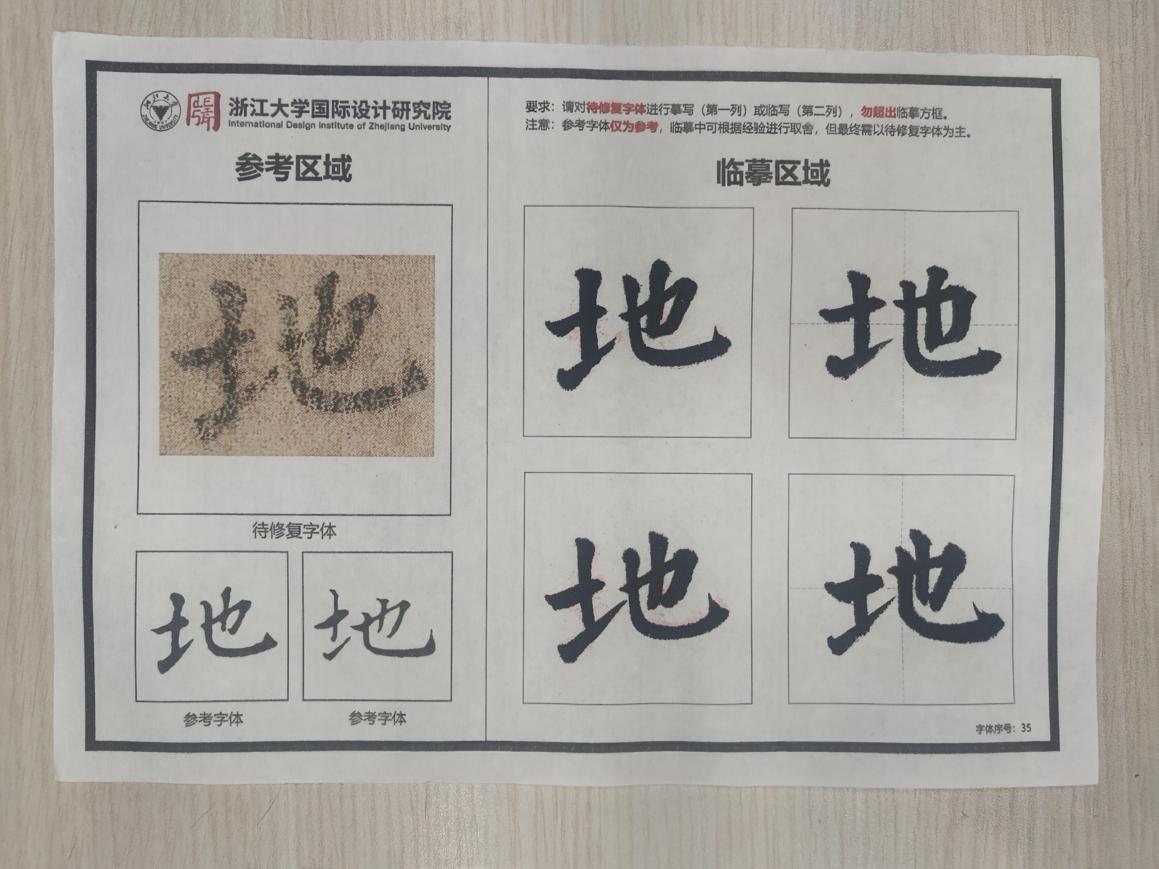 浙江大学国际设计研究院
International Design Institute of Zhejiang University
参考区域
地
待修复字体
地
地
参考字体
参考字体
要求：请对待修复字体进行摹写（第一列）或临写（第二列），勿超出临摹方框。
注意：参考字体仅为参考，临摹中可根据经验进行取舍，但最终需以待修复字体为主。
临摹区域
地
地
地
地
字体序号：35